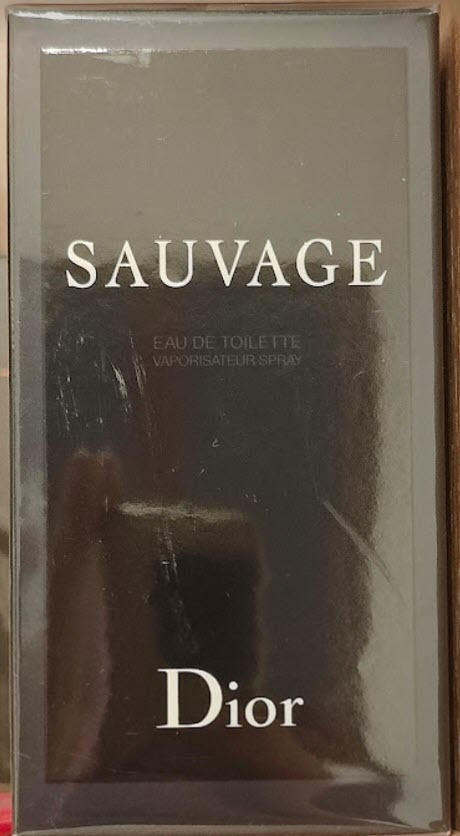 SAUVAGE
EAU DE TOILETTE
VAPORISATEUR SPRAY
Dior